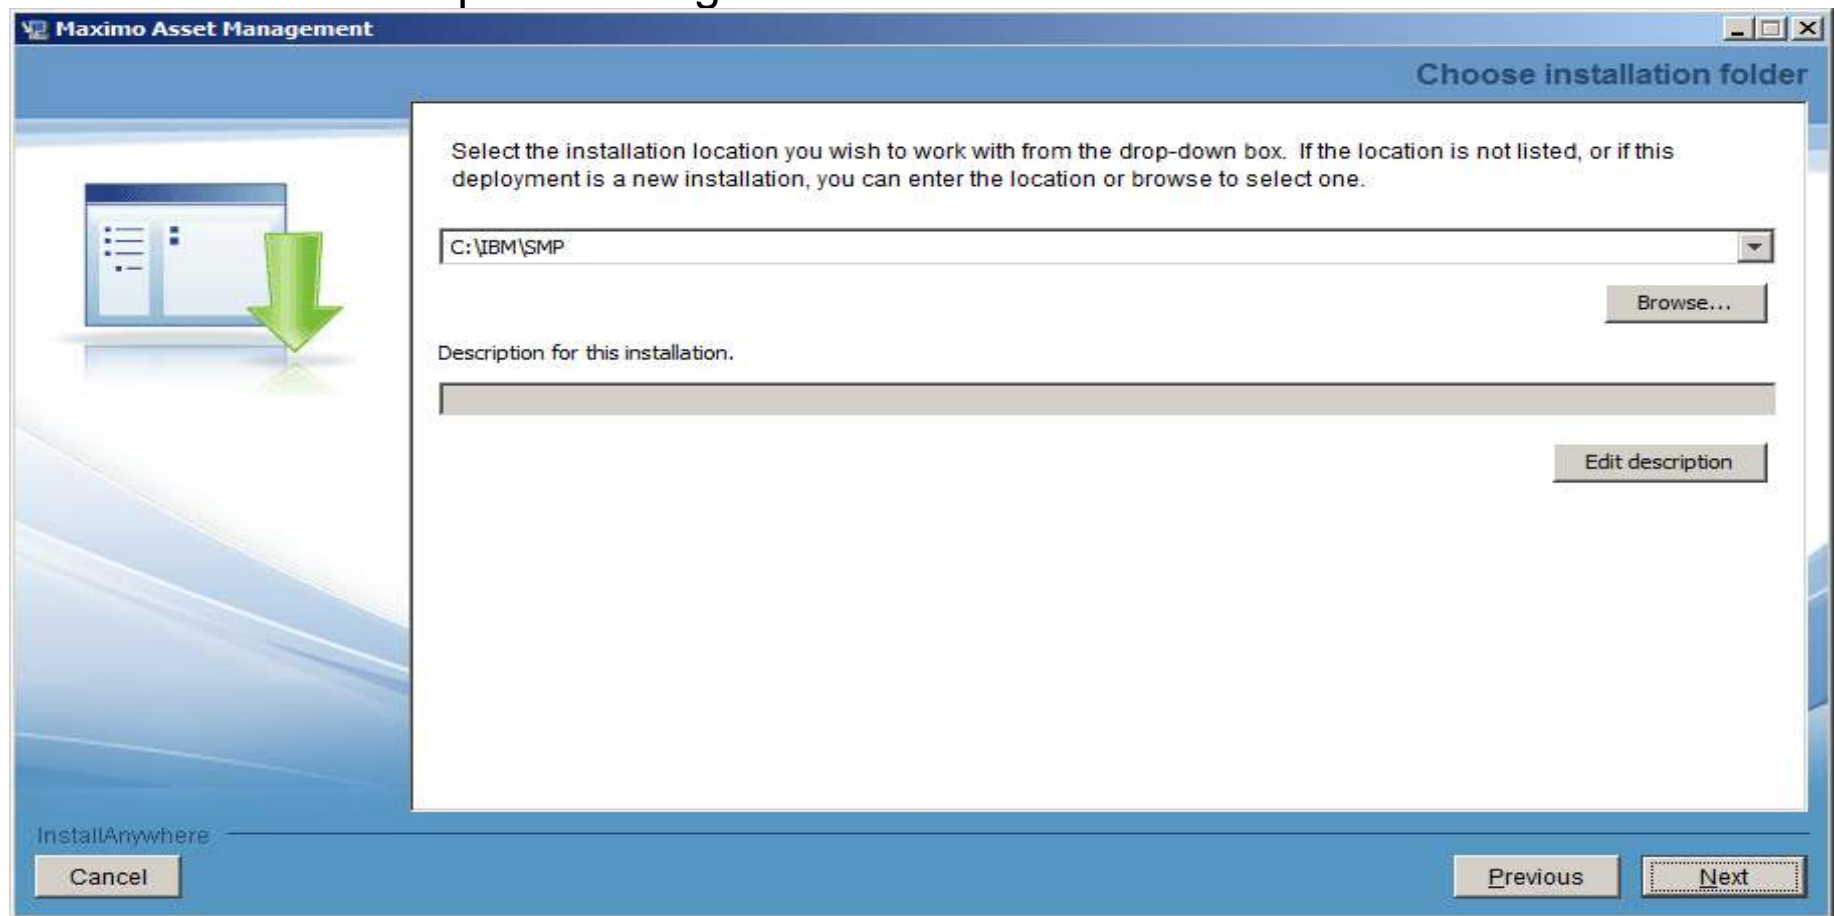 Maximo Asset Management
Choose installation folder
Select the installation location you wish to work with from the drop-down box. If the location is not listed, or if this
deployment is a new installation, you can enter the location or browse to select one.
C:\IBM\SMP
Browse...
Description for this installation.
Edit description
InstallAnywhere
Cancel
Previous
Next